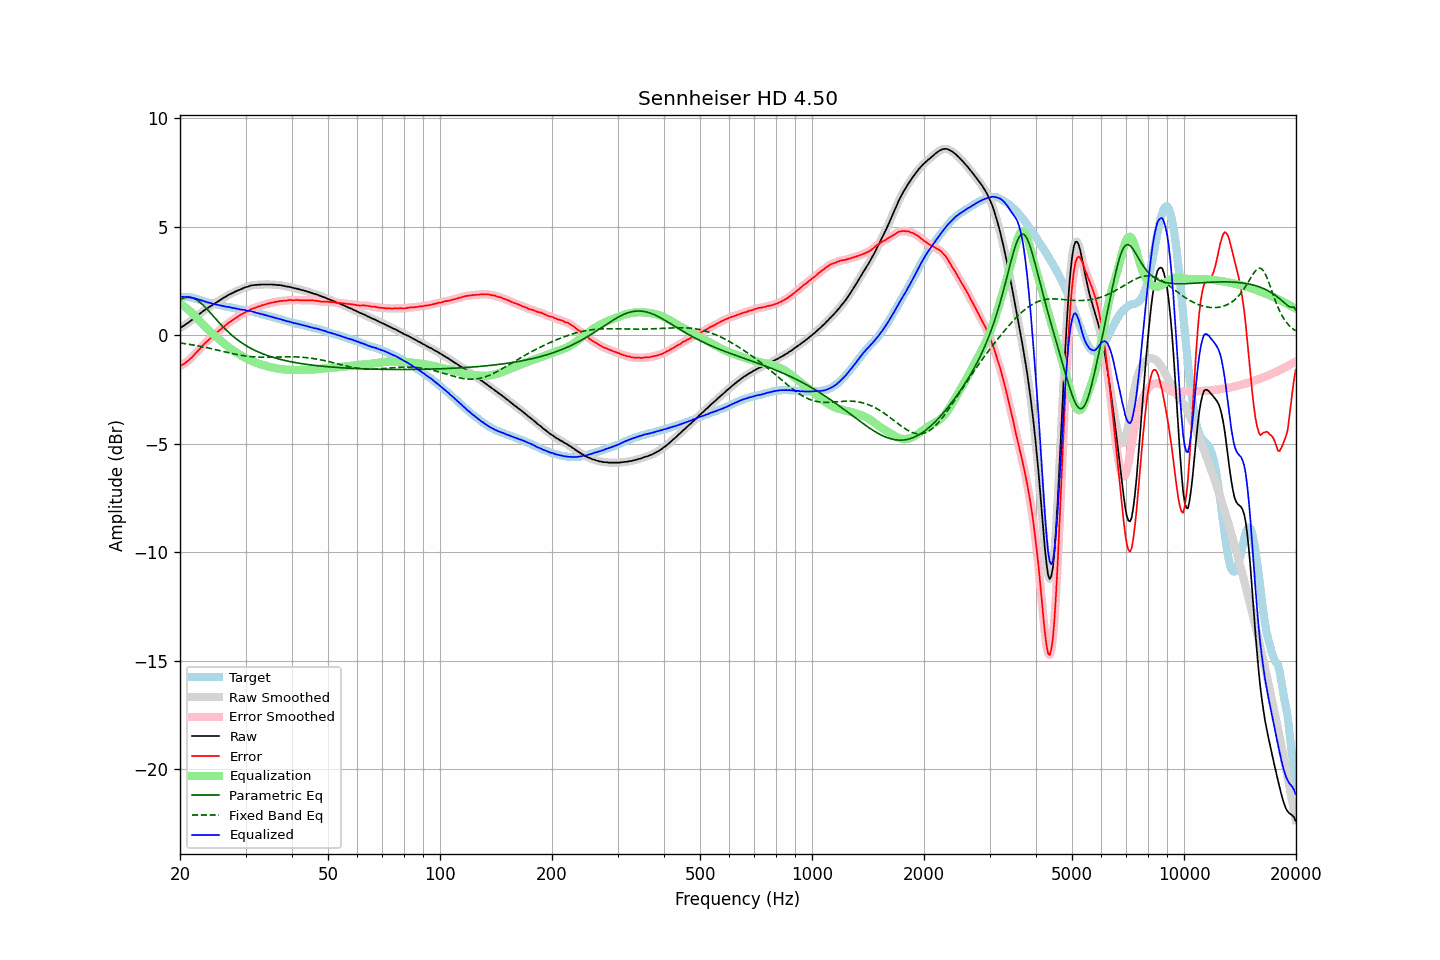 Sennheiser HD 4.50
10
5
0
−5
−10
−15
−20
Amplitude (dBr)
Target
Raw Smoothed
Error Smoothed
Raw
Error
Equalization
Parametric Eq
Fixed Band Eq
Equalized
20 50 100 200 500 1000 2000 5000 10000 20000
Frequency (Hz)